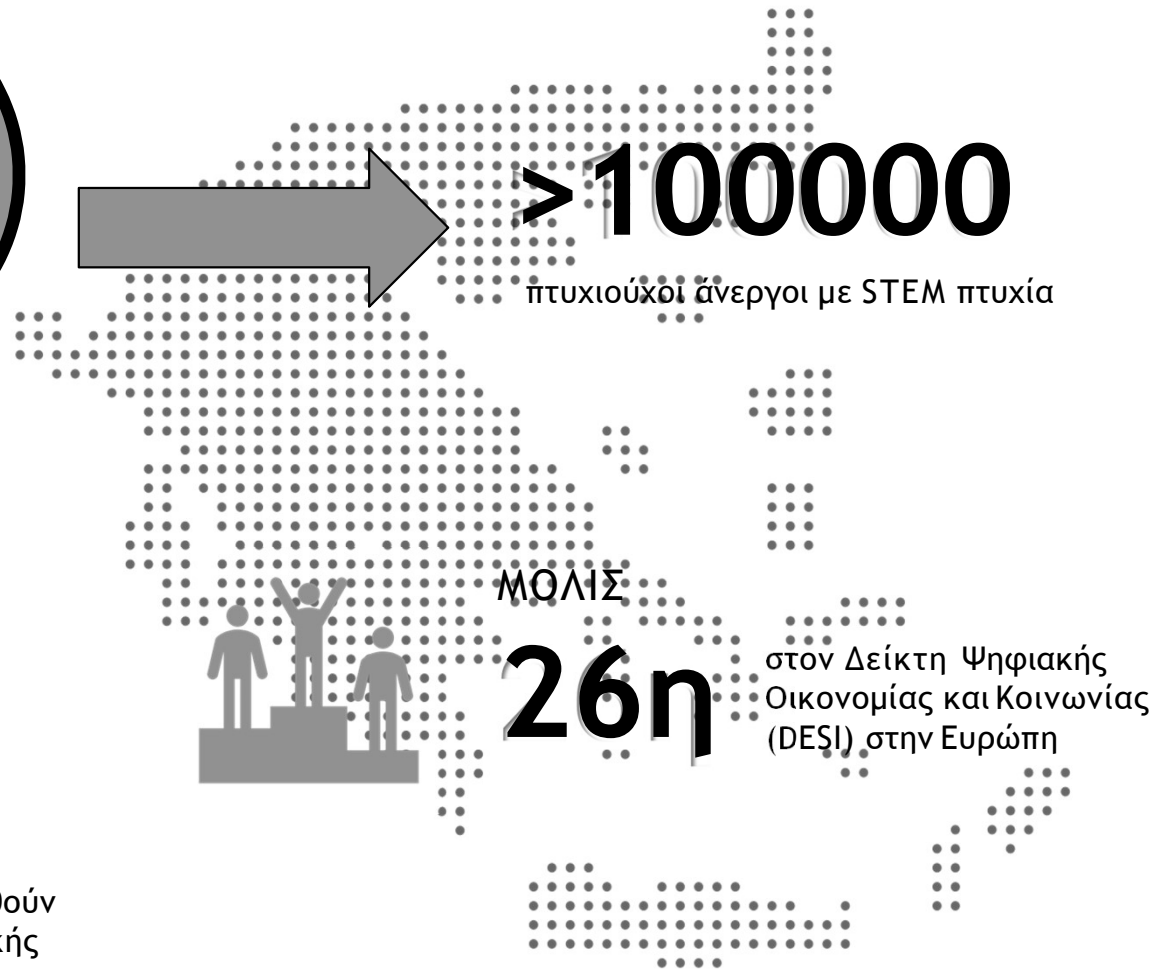 >100000
πτυχιούχοι άνεργοι με STEM πτυχία
ΜΟΛΙΣ
26η
στον Δείκτη Ψηφιακής
Οικονομίας και Κοινωνίας
(DESI) στην Ευρώπη